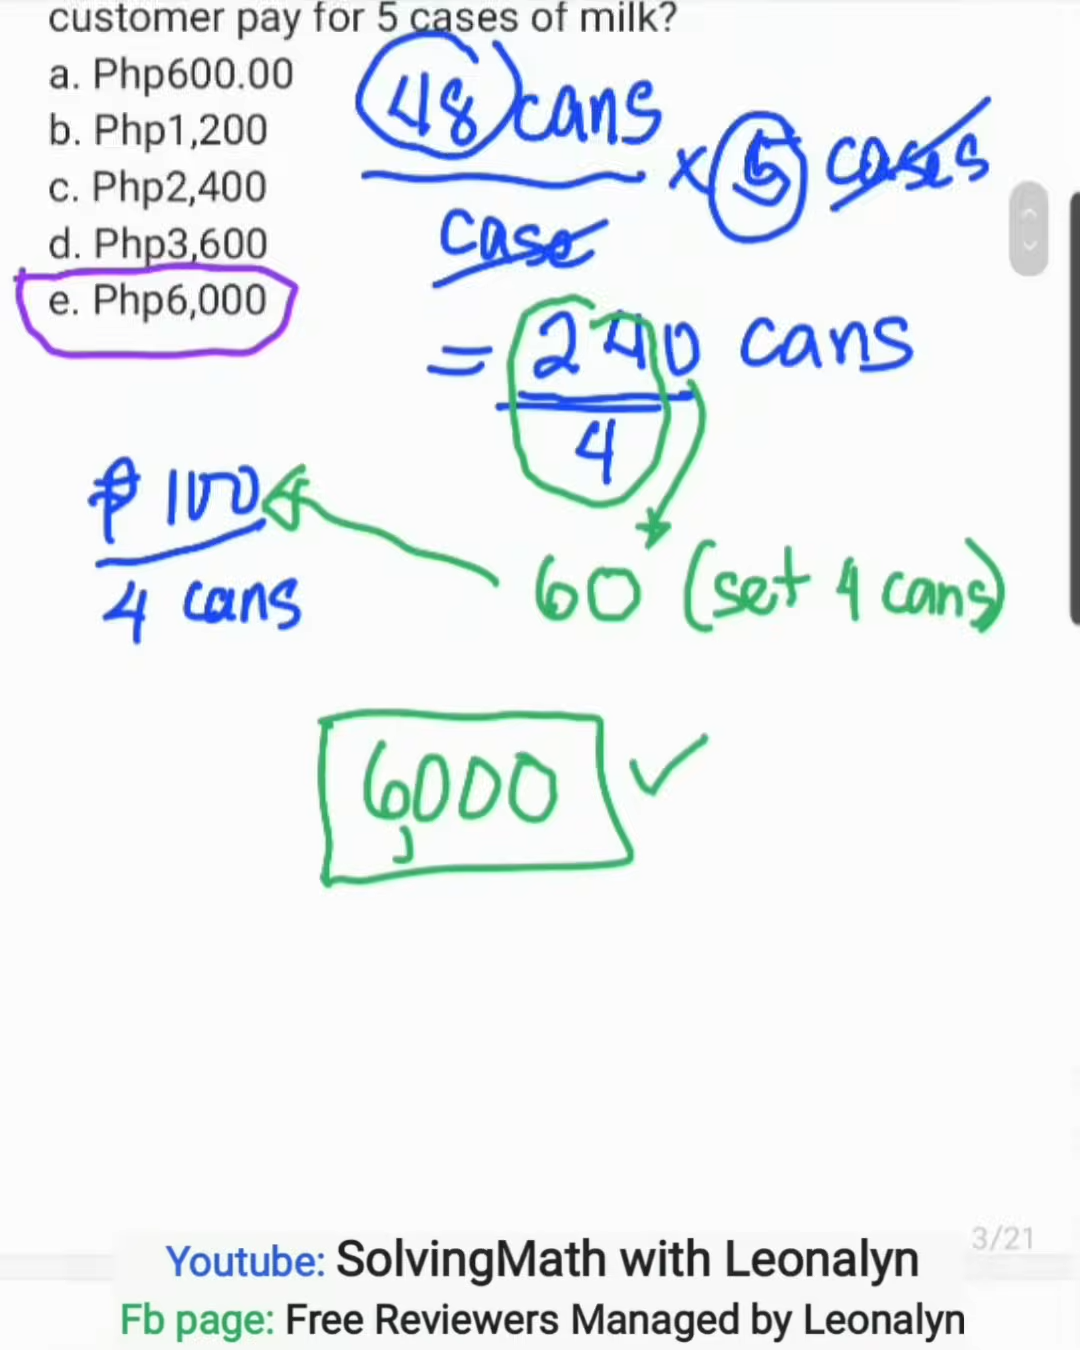 customer pay for 5 cases of milk?
a. Php600.00
b. Php1,200
c. Php2,400
d. Php3,600
e. Php6,000
48 cans
case
× 5 cases
= 240 cans
4
₱ 100
4 cans
60 (set 4 cans)
6,000
3/21
Youtube: SolvingMath with Leonalyn
Fb page: Free Reviewers Managed by Leonalyn